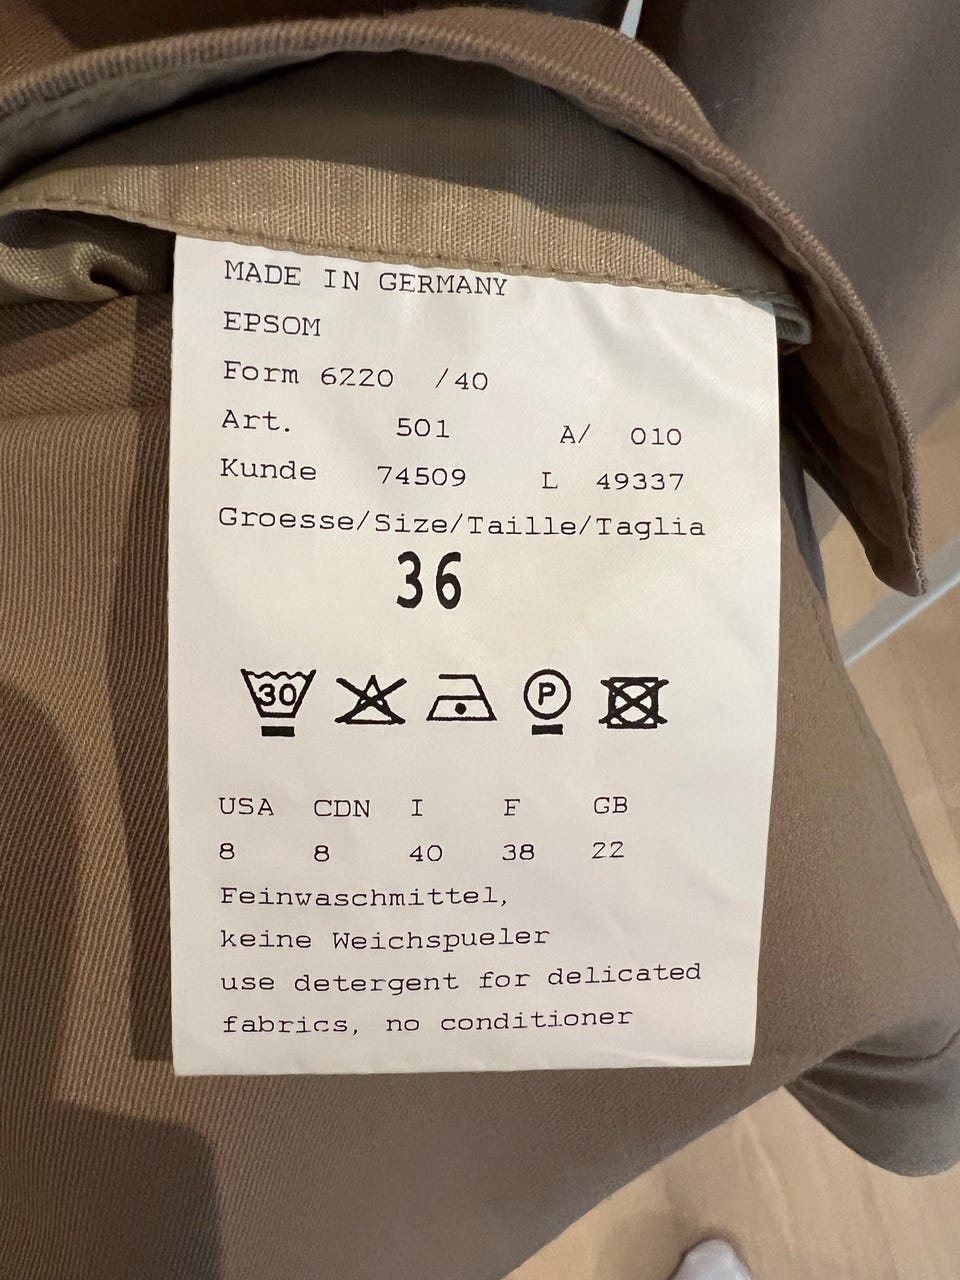 MADE IN GERMANY
EPSOM
Form 6220 /40
Art. 501 A/ 010
Kunde 74509 L 49337
Groesse/Size/Taille/Taglia
36
30 P
USA CDN I F GB
8 8 40 38 22
Feinwaschmittel,
keine Weichspueler
use detergent for delicated
fabrics, no conditioner